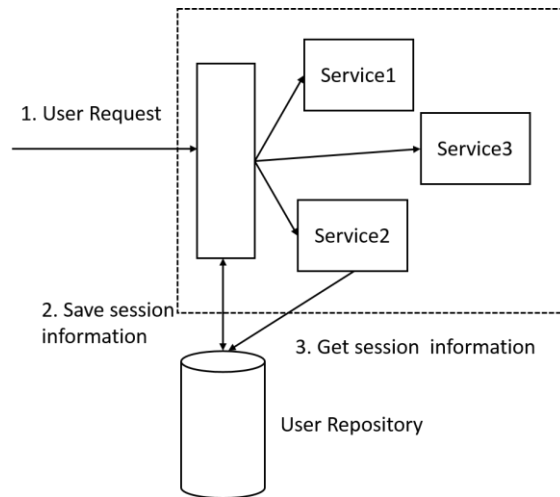 Service1
1. User Request
Service3
Service2
2. Save session
information
3. Get session  information
User Repository